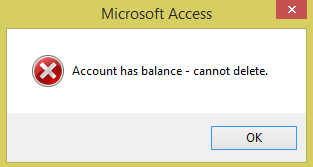 Microsoft Access
Account has balance - cannot delete.
OK